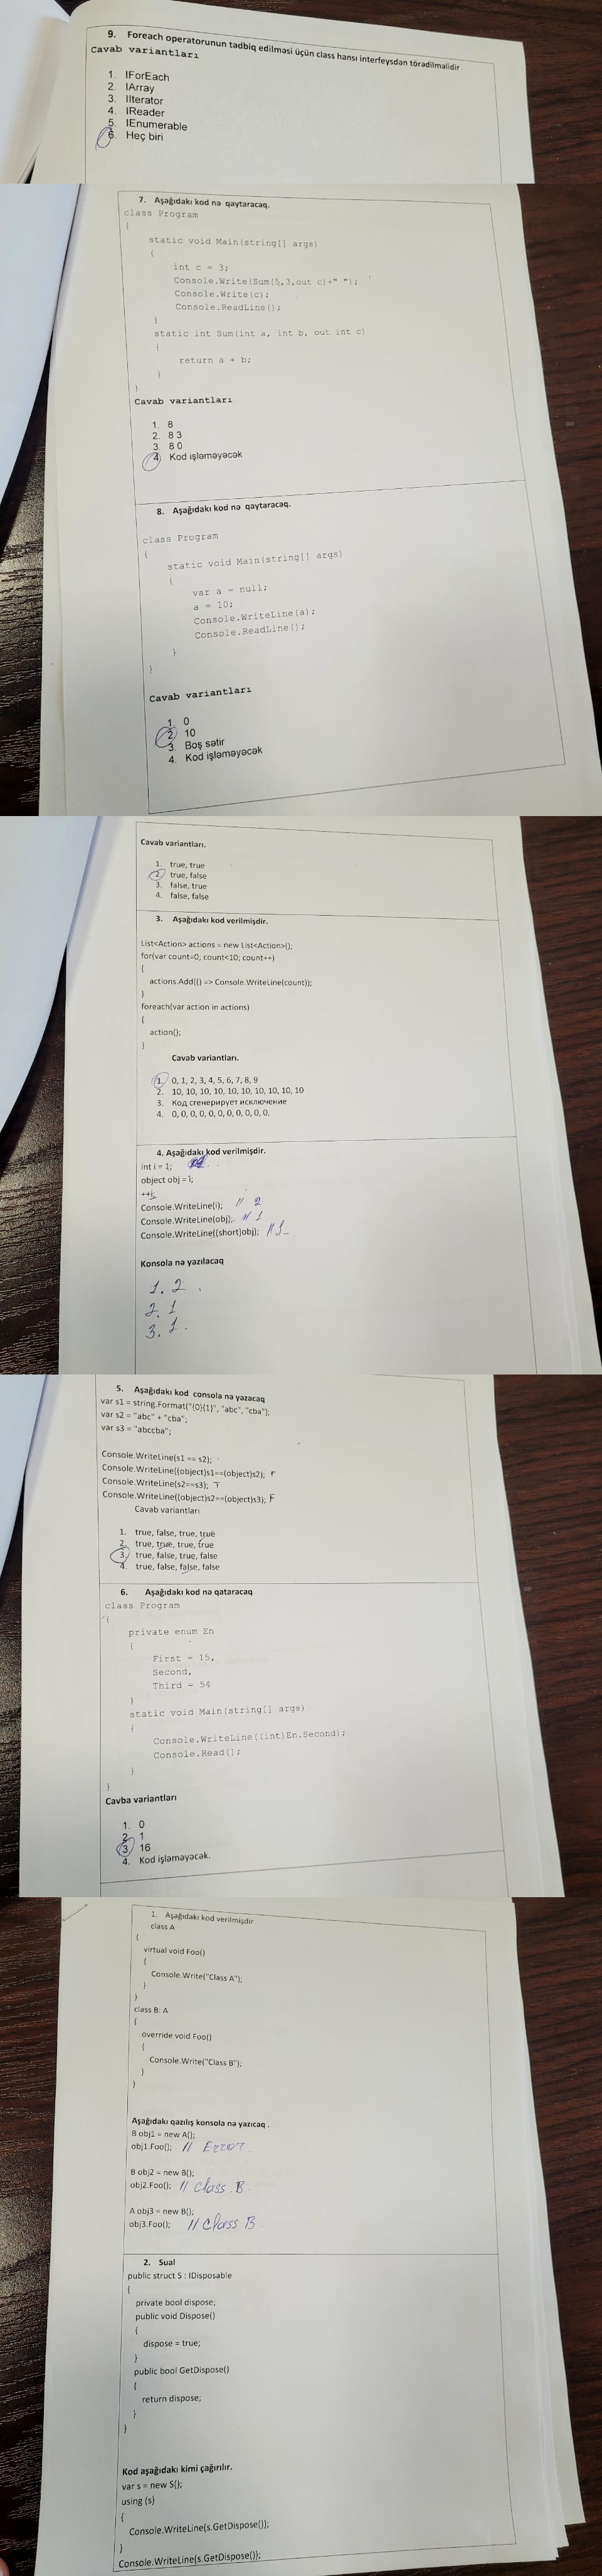 9. Foreach operatorunun tədbiq edilməsi üçün class hansı interfeysdən törədilməlidir
Cavab variantları
1. IForEach
2. IArray
3. IIterator
4. IReader
5. IEnumerable
6. Heç biri
7. Aşağıdaki kod nə qaytaracaq.
class Program
{
static void Main(string[] args)
{
int c = 3;
Console.Write(Sum(5,3,out c)+" ");
Console.Write(c);
Console.ReadLine();
}
static int Sum(int a, int b, out int c)
{
return a + b;
}
}
Cavab variantları
1. 8
2. 8 3
3. 8 0
4. Kod işləməyəcək
8. Aşağıdaki kod nə qaytaracaq.
class Program
{
static void Main(string[] args)
{
var a = null;
a = 10;
Console.WriteLine(a);
Console.ReadLine();
}
}
Cavab variantları
1. 0
2. 10
3. Boş sətir
4. Kod işləməyəcək
Cavab variantları.
1. true, true
2. true, false
3. false, true
4. false, false
3. Aşağıdaki kod verilmişdir.
List<Action> actions = new List<Action>();
for(var count=0; count<10; count++)
{
actions.Add(() => Console.WriteLine(count));
}
foreach(var action in actions)
{
action();
}
Cavab variantları.
1. 0, 1, 2, 3, 4, 5, 6, 7, 8, 9
2. 10, 10, 10, 10, 10, 10, 10, 10, 10, 10
3. Код сгенерирует исключение
4. 0, 0, 0, 0, 0, 0, 0, 0, 0, 0,
4. Aşağıdaki kod verilmişdir.
int i = 1;
object obj = i;
++i;
Console.WriteLine(i); // 2
Console.WriteLine(obj); // 1
Console.WriteLine((short)obj); // 1
Konsola nə yazılacaq
1. 2
2. 1
3. 1
5. Aşağıdaki kod consola nə yazacaq
var s1 = string.Format("{0}{1}", "abc", "cba");
var s2 = "abc" + "cba";
var s3 = "abccba";
Console.WriteLine(s1 == s2);
Console.WriteLine((object)s1==(object)s2); F
Console.WriteLine(s2==s3); T
Console.WriteLine((object)s2==(object)s3); F
Cavab variantları
1. true, false, true, true
2. true, true, true, true
3. true, false, true, false
4. true, false, false, false
6. Aşağıdaki kod nə qataracaq
class Program
{
private enum En
{
First = 15,
Second,
Third = 54
}
static void Main(string[] args)
{
Console.WriteLine((int)En.Second);
Console.Read();
}
}
Cavba variantları
1. 0
2. 1
3. 16
4. Kod işləməyəcək.
1. Aşağıdaki kod verilmişdir
class A
{
virtual void Foo()
{
Console.Write("Class A");
}
}
class B: A
{
override void Foo()
{
Console.Write("Class B");
}
}
Aşağıdaki qazılış konsola nə yazıcaq .
B obj1 = new A();
obj1.Foo(); // Error
B obj2 = new B();
obj2.Foo(); // Class B
A obj3 = new B();
obj3.Foo(); // Class B
2. Sual
public struct S : IDisposable
{
private bool dispose;
public void Dispose()
{
dispose = true;
}
public bool GetDispose()
{
return dispose;
}
}
Kod aşağıdaki kimi çağırılır.
var s = new S();
using (s)
{
Console.WriteLine(s.GetDispose());
}
Console.WriteLine(s.GetDispose());